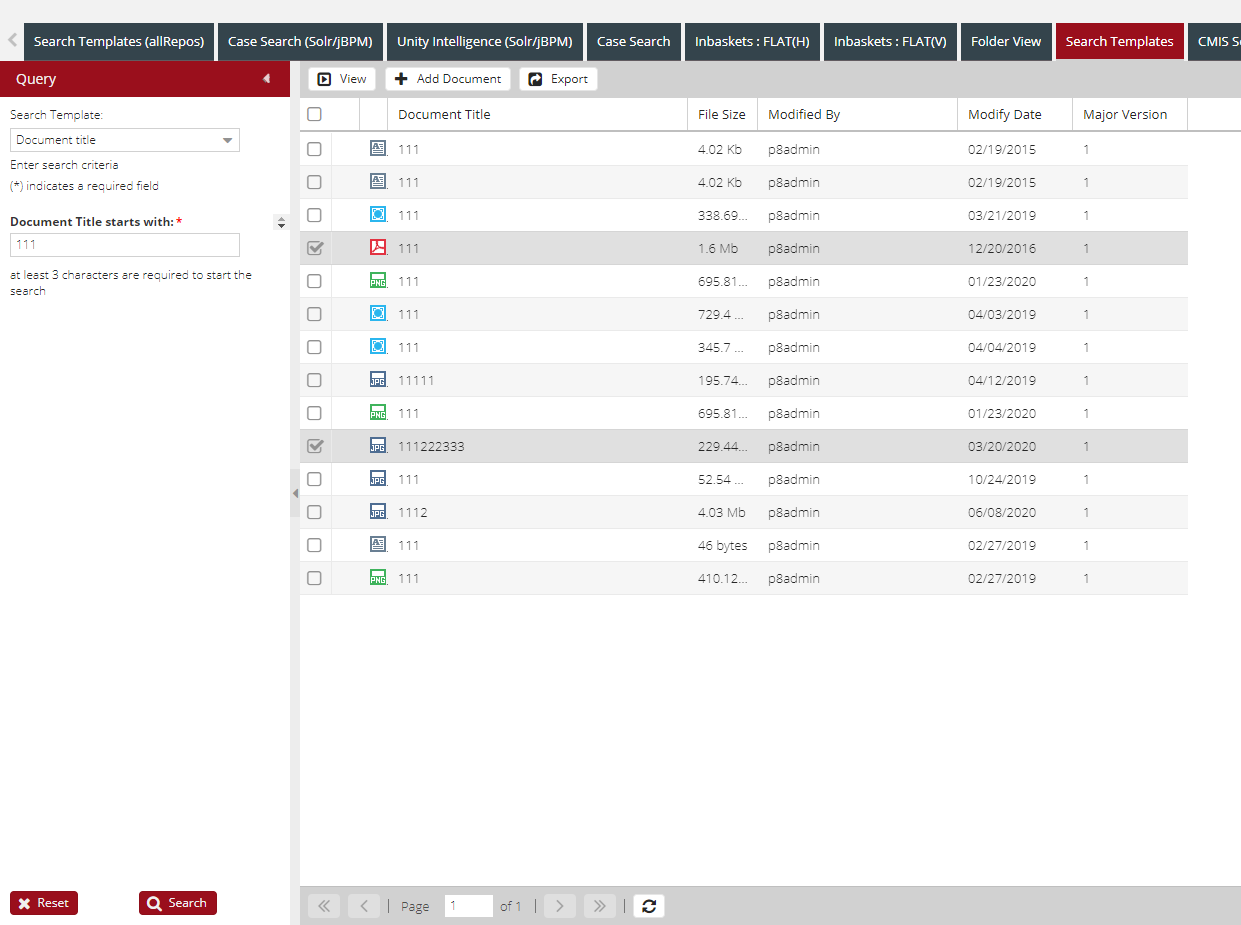 Search Templates (allRepos) Case Search (Solr/jBPM) Unity Intelligence (Solr/jBPM) Case Search Inbaskets : FLAT(H) Inbaskets : FLAT(V) Folder View Search Templates CMIS S
Query
Search Template:
Document title
Enter search criteria
(*) indicates a required field
Document Title starts with: *
111
at least 3 characters are required to start the
search
Reset Search
View Add Document Export
Document Title File Size Modified By Modify Date Major Version
111 4.02 Kb p8admin 02/19/2015 1
111 4.02 Kb p8admin 02/19/2015 1
111 338.69... p8admin 03/21/2019 1
111 1.6 Mb p8admin 12/20/2016 1
PNG 111 695.81... p8admin 01/23/2020 1
111 729.4 ... p8admin 04/03/2019 1
111 345.7 ... p8admin 04/04/2019 1
JPG 11111 195.74... p8admin 04/12/2019 1
PNG 111 695.81... p8admin 01/23/2020 1
JPG 111222333 229.44... p8admin 03/20/2020 1
JPG 111 52.54 ... p8admin 10/24/2019 1
JPG 1112 4.03 Mb p8admin 06/08/2020 1
111 46 bytes p8admin 02/27/2019 1
PNG 111 410.12... p8admin 02/27/2019 1
Page 1 of 1